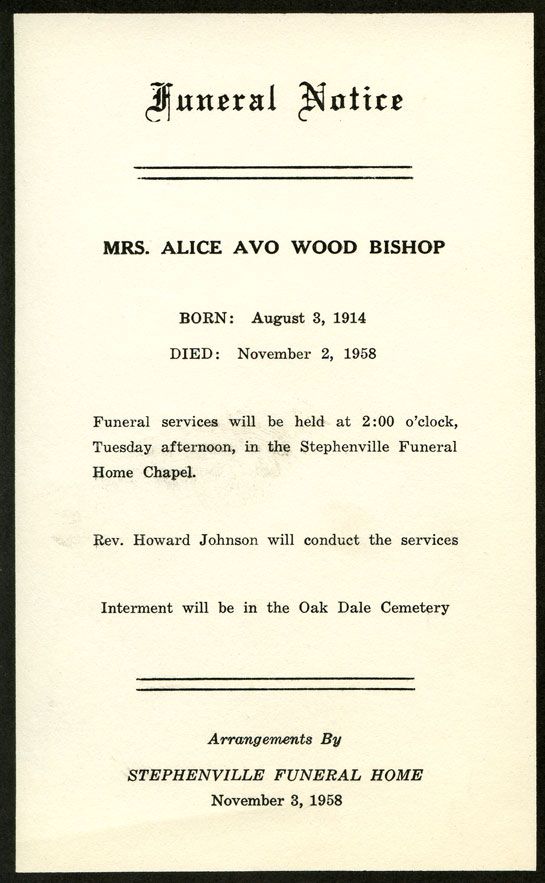 Funeral Notice
MRS. ALICE AVO WOOD BISHOP
BORN: August 3, 1914
DIED: November 2, 1958
Funeral services will be held at 2:00 o'clock,
Tuesday afternoon, in the Stephenville Funeral
Home Chapel.
Rev. Howard Johnson will conduct the services
Interment will be in the Oak Dale Cemetery
Arrangements By
STEPHENVILLE FUNERAL HOME
November 3, 1958